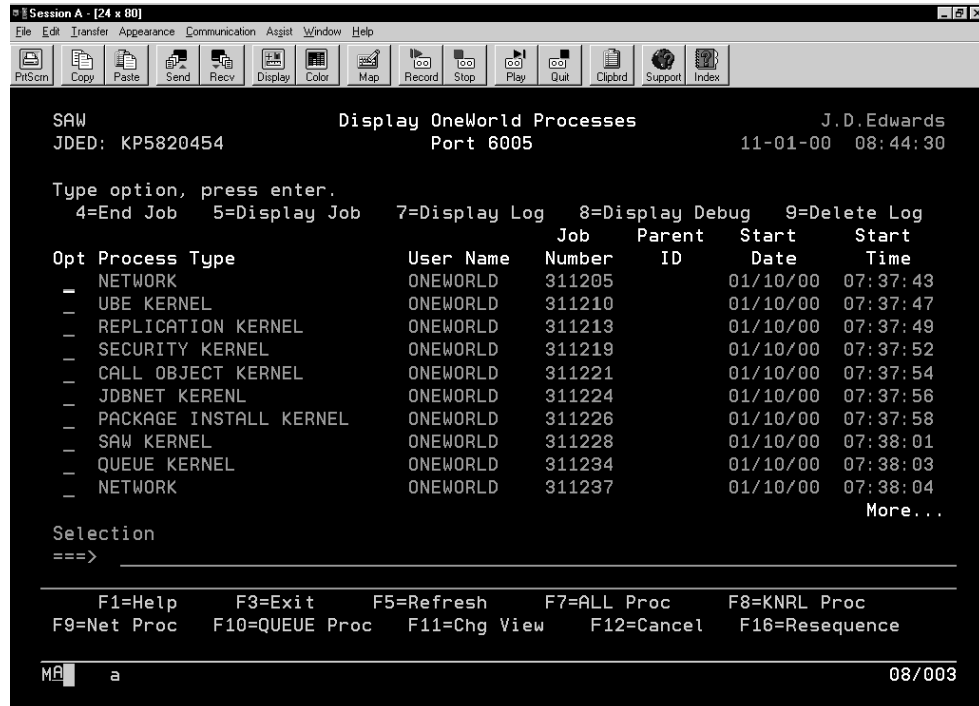 Session A - [24 x 80]
File Edit Transfer Appearance Communication Assist Window Help
PrtScrn Copy Paste Send Recv Display Color Map Record Stop Play Quit Clipbrd Support Index
SAW Display OneWorld Processes J.D.Edwards
JDED: KP5820454 Port 6005 11-01-00 08:44:30
Type option, press enter.
4=End Job 5=Display Job 7=Display Log 8=Display Debug 9=Delete Log
Job Parent Start Start
Opt Process Type User Name Number ID Date Time
_ NETWORK ONEWORLD 311205 01/10/00 07:37:43
_ UBE KERNEL ONEWORLD 311210 01/10/00 07:37:47
_ REPLICATION KERNEL ONEWORLD 311213 01/10/00 07:37:49
_ SECURITY KERNEL ONEWORLD 311219 01/10/00 07:37:52
_ CALL OBJECT KERNEL ONEWORLD 311221 01/10/00 07:37:54
_ JDBNET KERENL ONEWORLD 311224 01/10/00 07:37:56
_ PACKAGE INSTALL KERNEL ONEWORLD 311226 01/10/00 07:37:58
_ SAW KERNEL ONEWORLD 311228 01/10/00 07:38:01
_ QUEUE KERNEL ONEWORLD 311234 01/10/00 07:38:03
_ NETWORK ONEWORLD 311237 01/10/00 07:38:04
More...
Selection
===>
F1=Help F3=Exit F5=Refresh F7=ALL Proc F8=KNRL Proc
F9=Net Proc F10=QUEUE Proc F11=Chg View F12=Cancel F16=Resequence
MA a 08/003